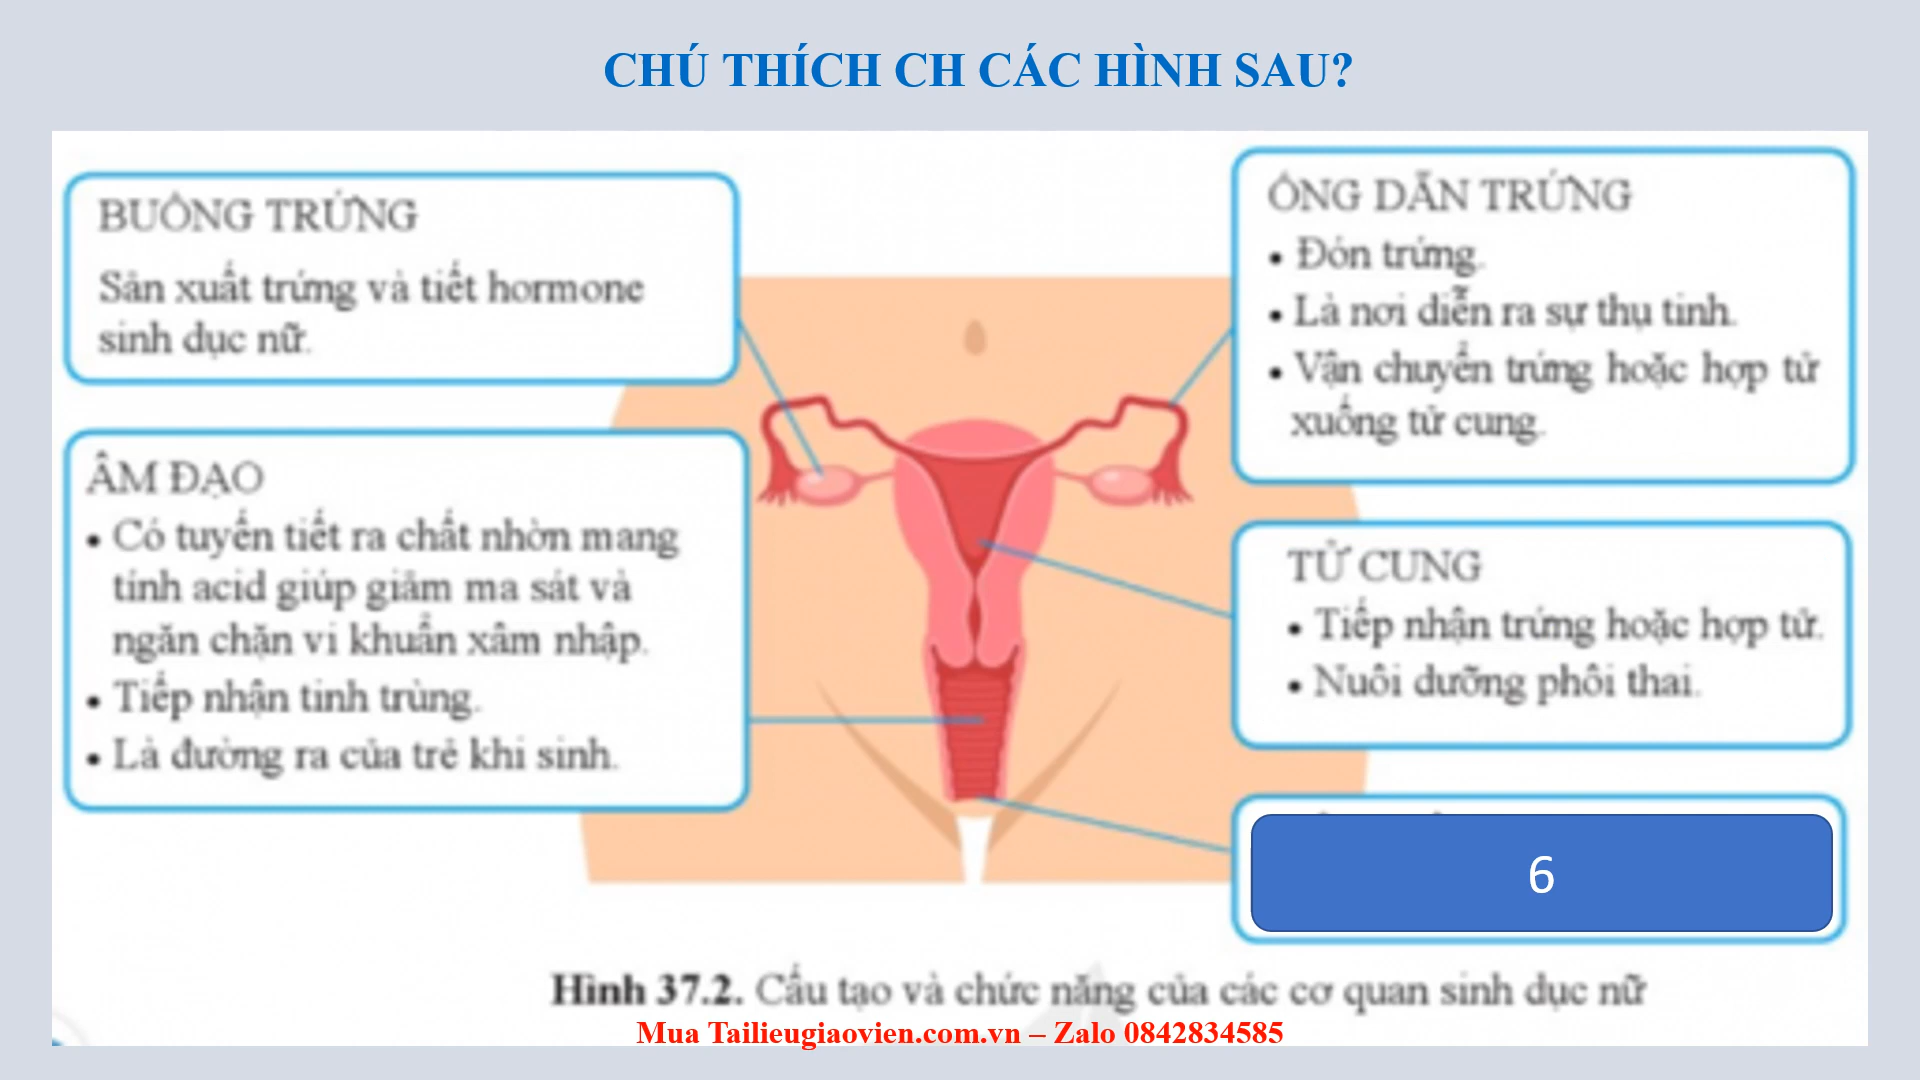 CHÚ THÍCH CH CÁC HÌNH SAU?
BUỒNG TRỨNG
Sản xuất trứng và tiết hormone
sinh dục nữ.
ÂM ĐẠO
• Có tuyến tiết ra chất nhờn mang
tính acid giúp giảm ma sát và
ngăn chặn vi khuẩn xâm nhập.
• Tiếp nhận tinh trùng.
• Là đường ra của trẻ khi sinh.
ỐNG DẪN TRỨNG
• Đón trứng.
• Là nơi diễn ra sự thụ tinh.
• Vận chuyển trứng hoặc hợp tử
xuống tử cung.
TỬ CUNG
• Tiếp nhận trứng hoặc hợp tử.
• Nuôi dưỡng phôi thai.
6
Hình 37.2. Cấu tạo và chức năng của các cơ quan sinh dục nữ
Mua Tailieugiaovien.com.vn – Zalo 0842834585